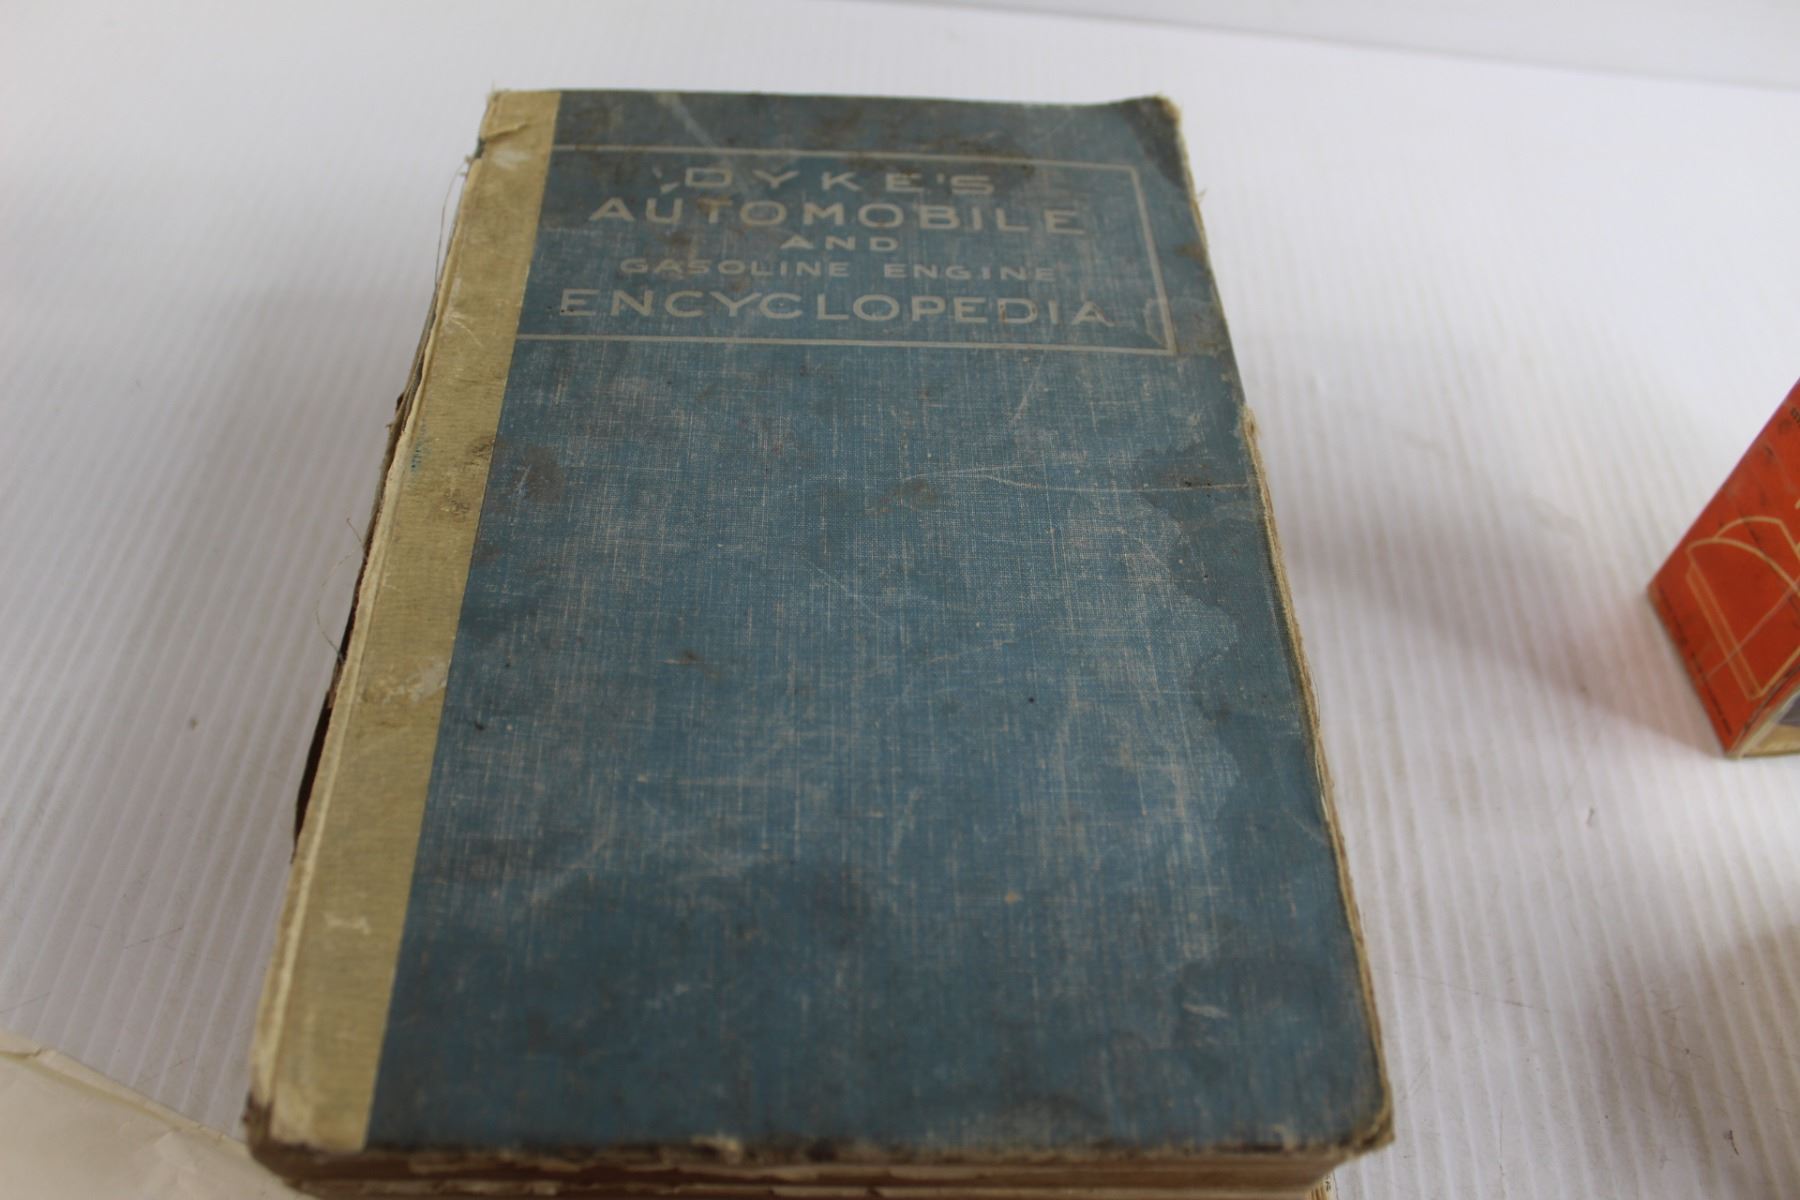 DYKE'S
AUTOMOBILE
AND
GASOLINE ENGINE
ENCYCLOPEDIA